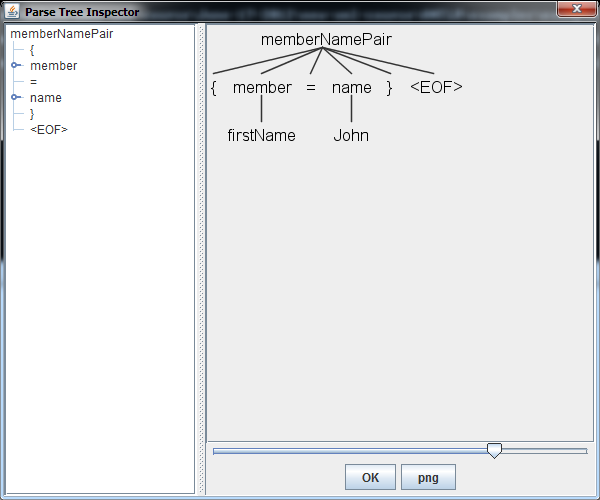 Parse Tree Inspector
memberNamePair
{
member
=
name
}
<EOF>
memberNamePair
{ member = name } <EOF>
firstName John
OK png